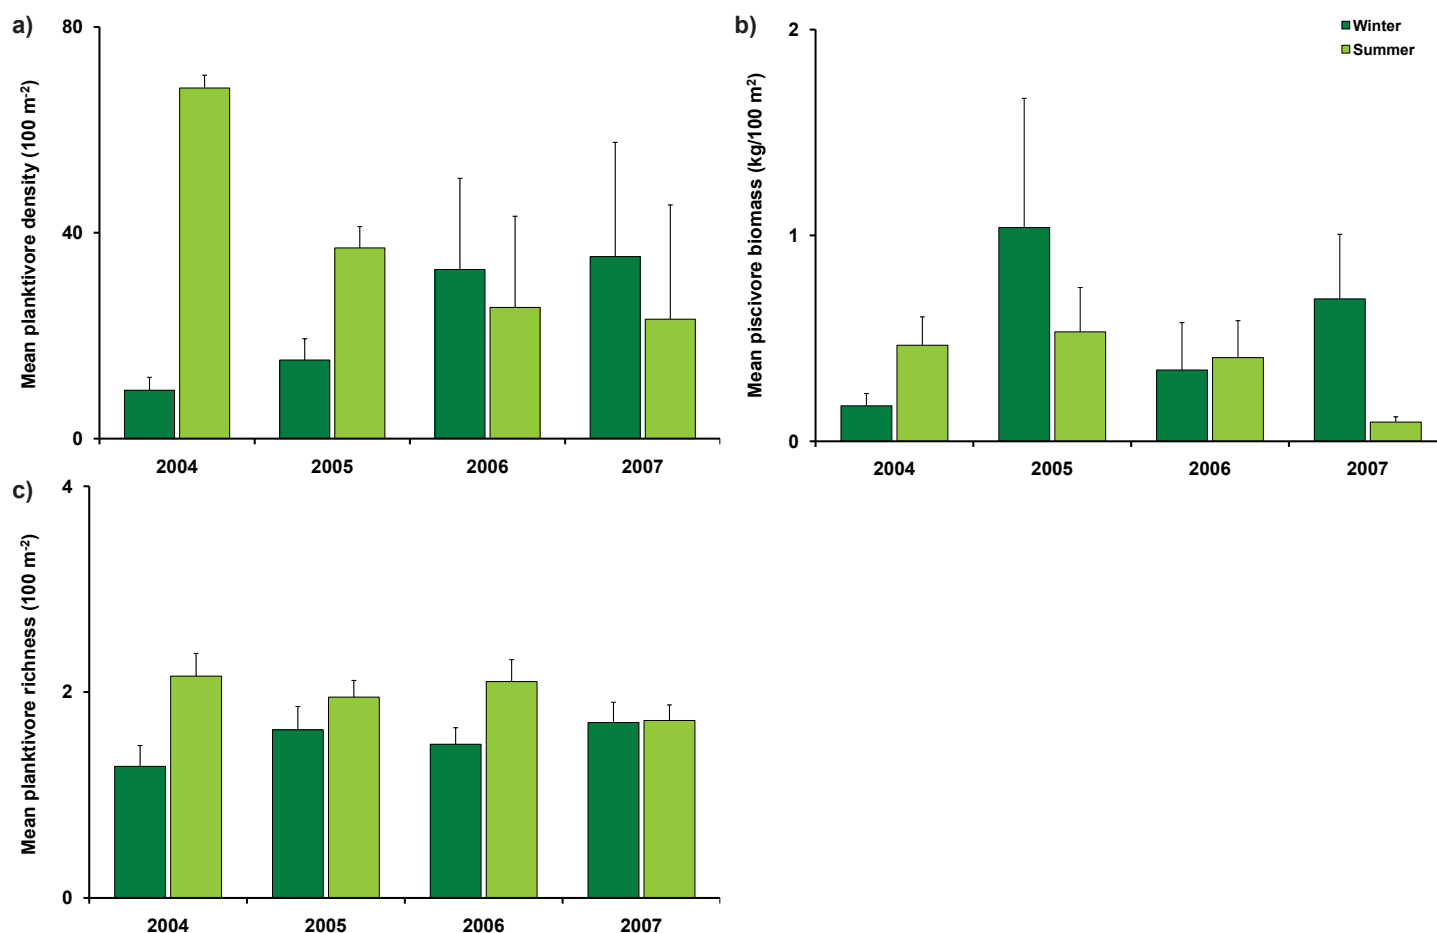 a)
Mean planktivore density (100 m-2)
80
40
0
2004 2005 2006 2007
b)
Mean piscivore biomass (kg/100 m2)
2
1
0
2004 2005 2006 2007
Winter
Summer
c)
Mean planktivore richness (100 m-2)
4
2
0
2004 2005 2006 2007